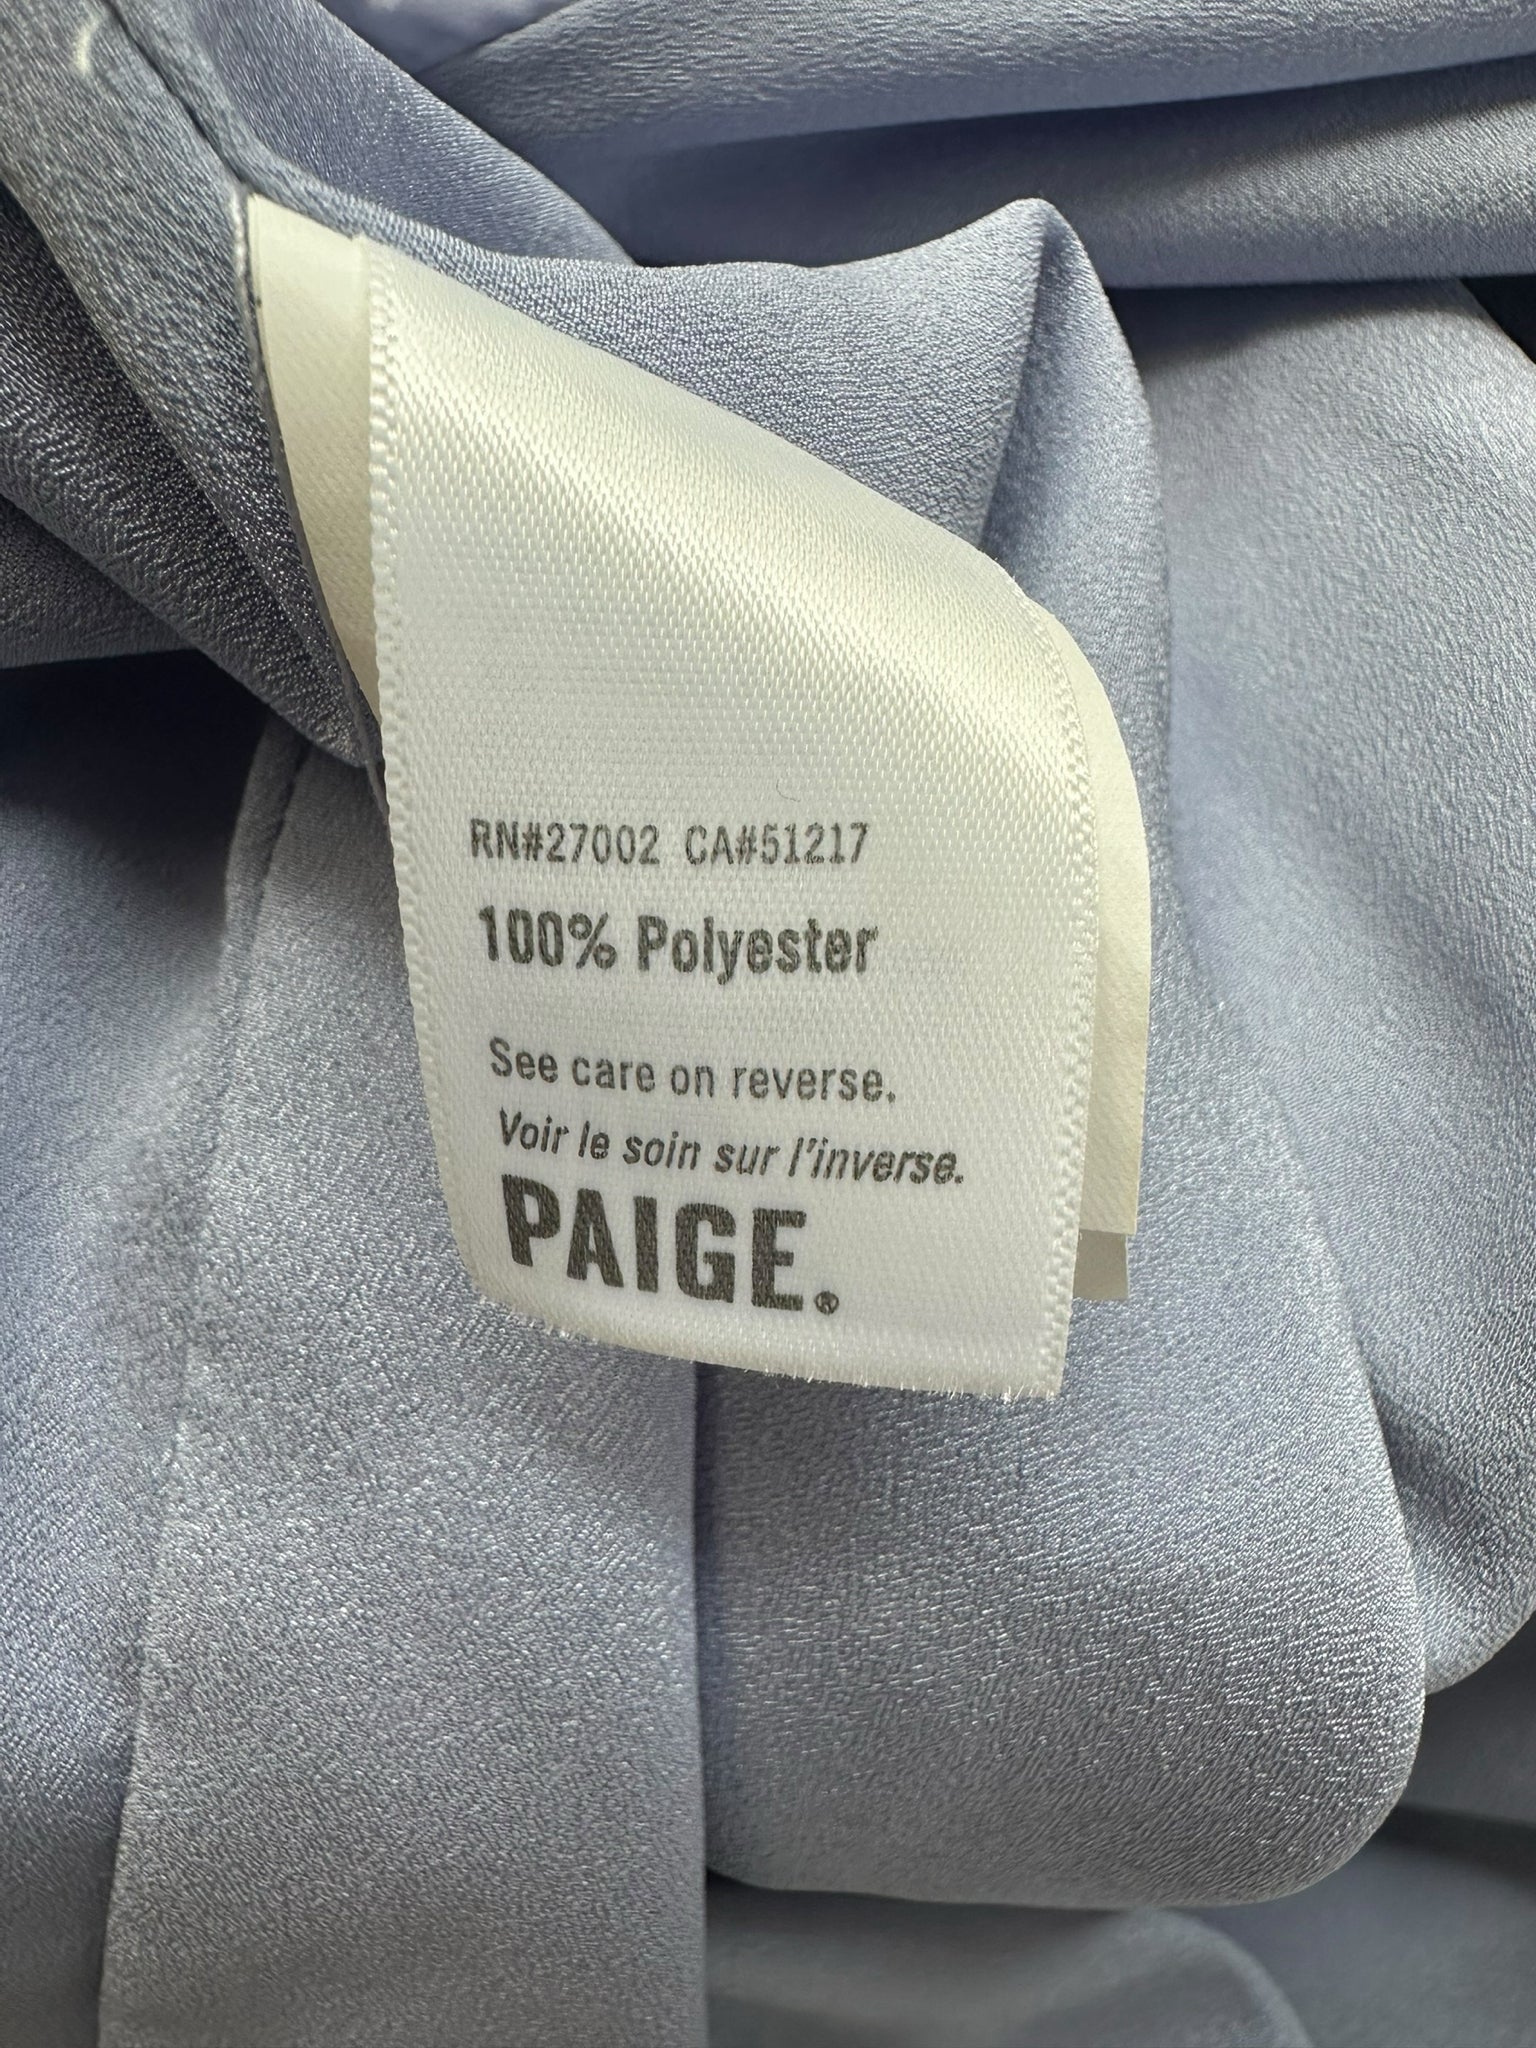 RN#27002 CA#51217
100% Polyester
See care on reverse.
Voir le soin sur l'inverse.
PAIGE.®